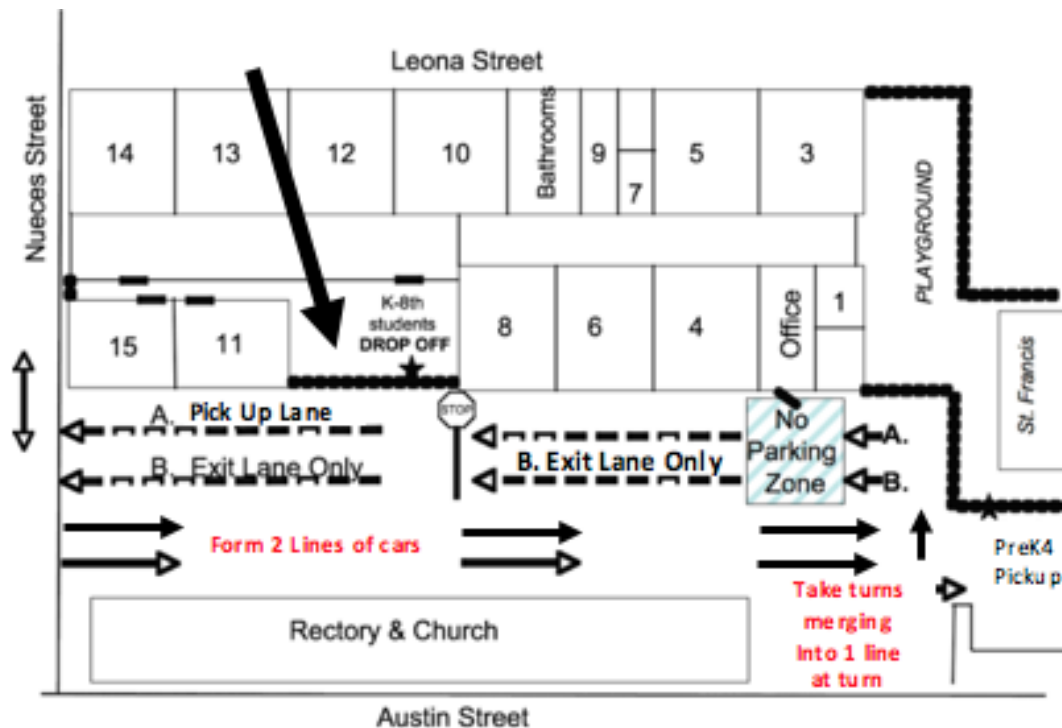 Leona Street
Nueces Street
14
13
12
10
Bathrooms
9
7
5
3
PLAYGROUND
K-8th
students
DROP OFF
15
11
8
6
4
Office
1
St. Francis
STOP
A. Pick Up Lane
B. Exit Lane Only
B. Exit Lane Only
No
Parking
Zone
A.
B.
Form 2 Lines of cars
PreK4
Pickup
Take turns
merging
Into 1 line
at turn
Rectory & Church
Austin Street